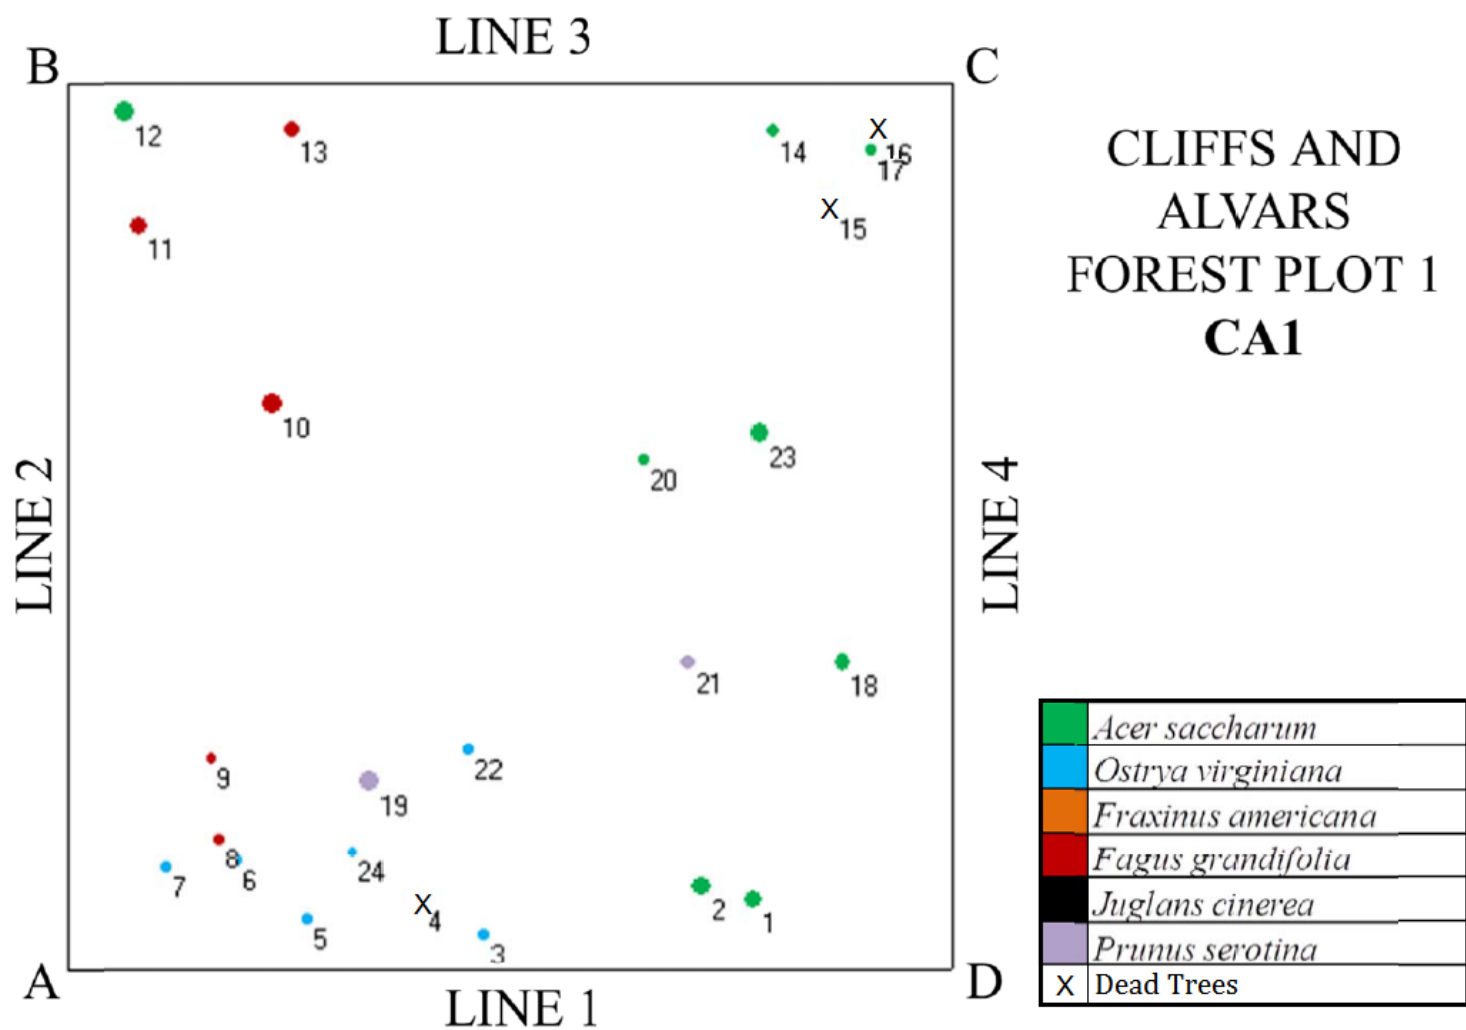 LINE 3
B
C
12
13
14
X
16
17
11
X
15
CLIFFS AND
ALVARS
FOREST PLOT 1
CA1
10
20
23
LINE 2
LINE 4
21
18
9
19
22
8
6
7
24
5
X
4
3
2
1
A
D
LINE 1
Acer saccharum
Ostrya virginiana
Fraxinus americana
Fagus grandifolia
Juglans cinerea
Prunus serotina
X Dead Trees